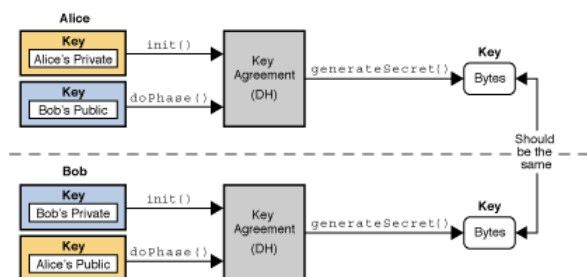 Alice
Key
Alice's Private
init()
Key
Bob's Public
doPhase()
Key
Agreement
(DH)
generateSecret()
Key
Bytes
Should
be the
same
Bob
Key
Bob's Private
init()
Key
Alice's Public
doPhase()
Key
Agreement
(DH)
generateSecret()
Key
Bytes